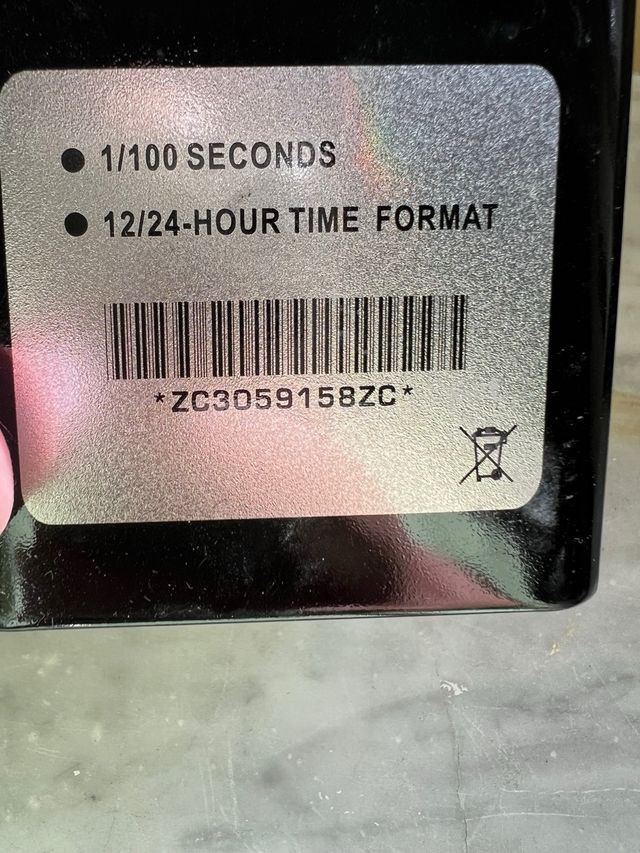 ● 1/100 SECONDS
● 12/24-HOUR TIME FORMAT
*ZC3059158ZC*